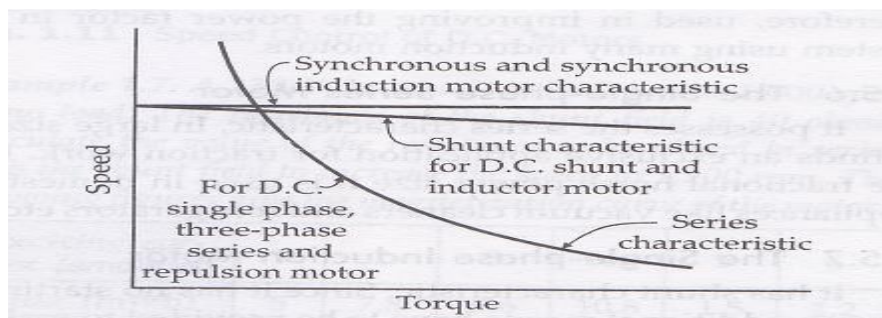 Synchronous and synchronous
induction motor characteristic
Shunt characteristic
for D.C. shunt and
inductor motor
Speed
For D.C.
single phase,
three-phase
series and
repulsion motor
Series
characteristic
Torque